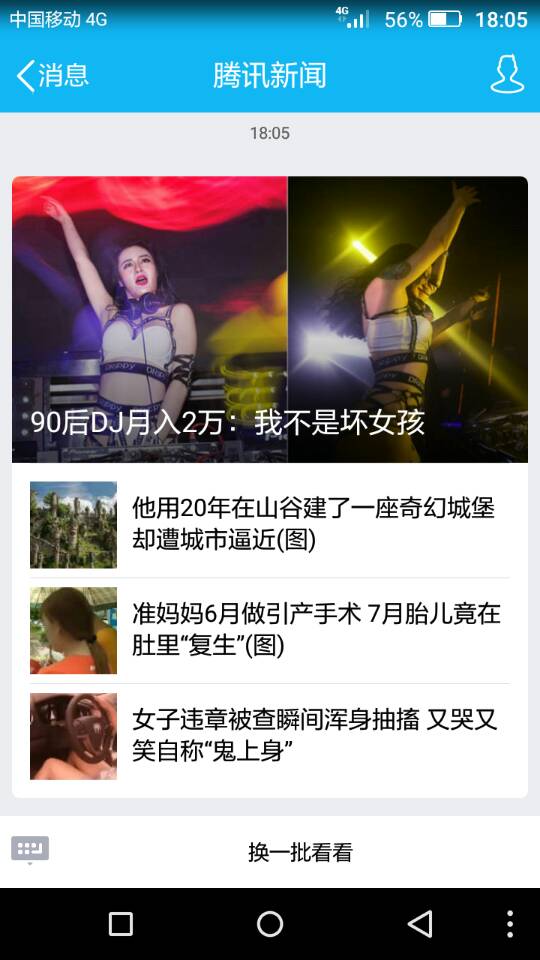 中国移动 4G
4G
56%
18:05
消息
腾讯新闻
18:05
DRIPPY DRIP
DRIPPY
90后DJ月入2万：我不是坏女孩
他用20年在山谷建了一座奇幻城堡
却遭城市逼近(图)
准妈妈6月做引产手术 7月胎儿竟在
肚里“复生”(图)
女子违章被查瞬间浑身抽搐 又哭又
笑自称“鬼上身”
换一批看看